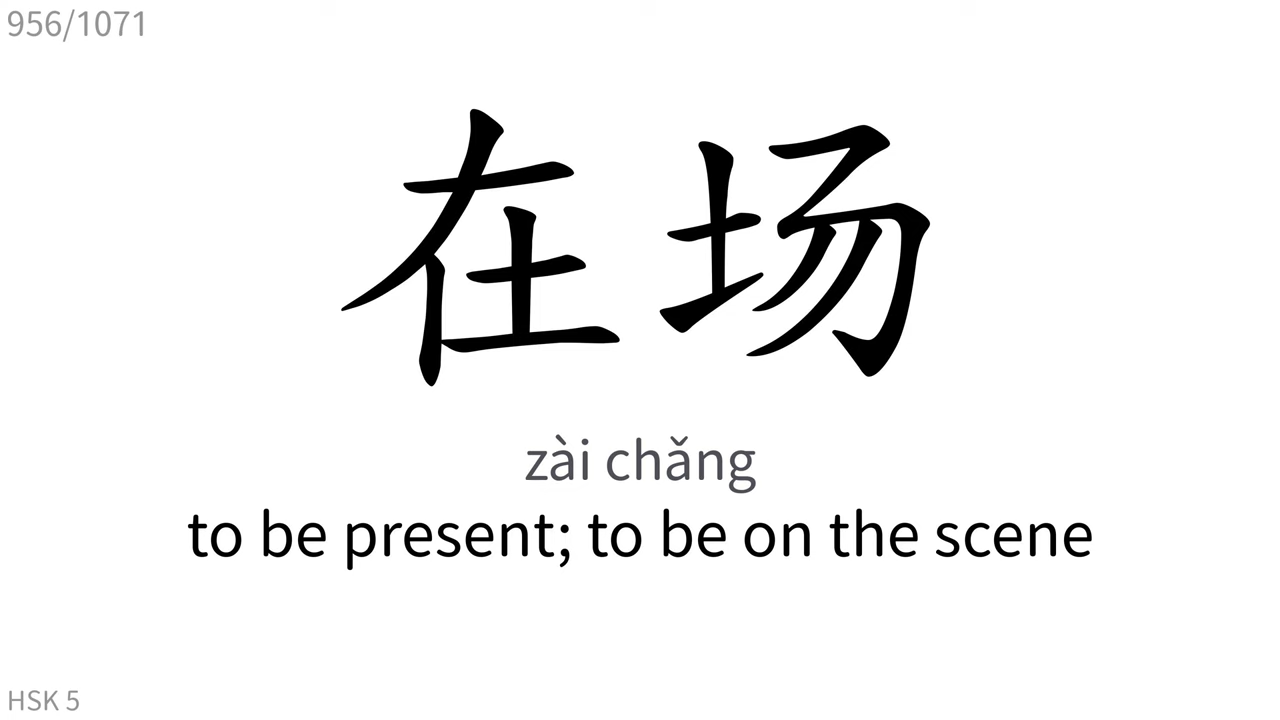 956/1071
在场
zài chǎng
to be present; to be on the scene
HSK 5